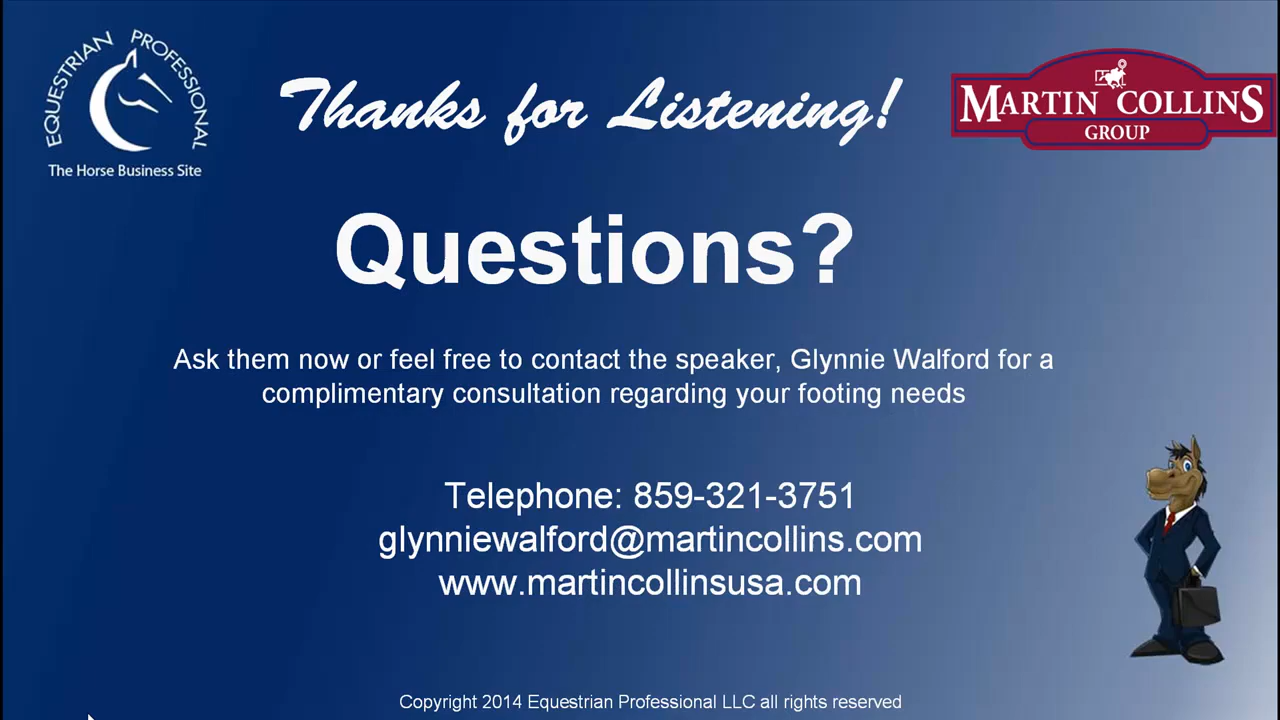 EQUESTRIAN PROFESSIONAL
The Horse Business Site
Thanks for Listening!
MARTIN COLLINS
GROUP
Questions?
Ask them now or feel free to contact the speaker, Glynnie Walford for a
complimentary consultation regarding your footing needs
Telephone: 859-321-3751
glynniewalford@martincollins.com
www.martincollinsusa.com
Copyright 2014 Equestrian Professional LLC all rights reserved